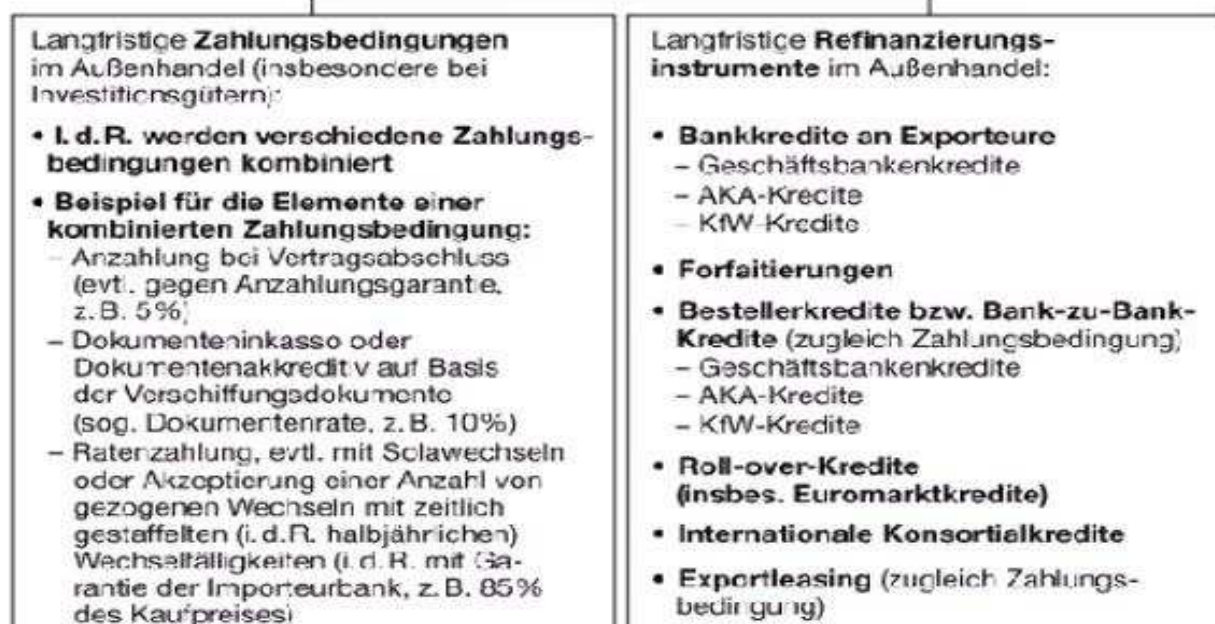 Langfristige Zahlungsbedingungen
im Außenhandel (insbesondere bei
Investitionsgütern):
• I. d. R. werden verschiedene Zahlungs-
bedingungen kombiniert
• Beispiel für die Elemente einer
kombinierten Zahlungsbedingung:
– Anzahlung bei Vertragsabschluss
(evtl. gegen Anzahlungsgarantie,
z. B. 5%)
– Dokumenteninkasso oder
Dokumentenakkreditiv auf Basis
der Verschiffungsdokumente
(sog. Dokumentenrate, z. B. 10%)
– Ratenzahlung, evtl. mit Solawechseln
oder Akzeptierung einer Anzahl von
gezogenen Wechseln mit zeitlich
gestaffelten (i. d. R. halbjährlichen)
Wechselfälligkeiten (i. d. R. mit Ga-
rantie der Importeurbank, z. B. 85%
des Kaufpreises)
Langfristige Refinanzierungs-
instrumente im Außenhandel:
• Bankkredite an Exporteure
– Geschäftsbankenkredite
– AKA-Kredite
– KfW-Kredite
• Forfaitierungen
• Bestellerkredite bzw. Bank-zu-Bank-
Kredite (zugleich Zahlungsbedingung)
– Geschäftsbankenkredite
– AKA-Kredite
– KfW-Kredite
• Roll-over-Kredite
(insbes. Euromarktkredite)
• Internationale Konsortialkredite
• Exportleasing (zugleich Zahlungs-
bedingung)